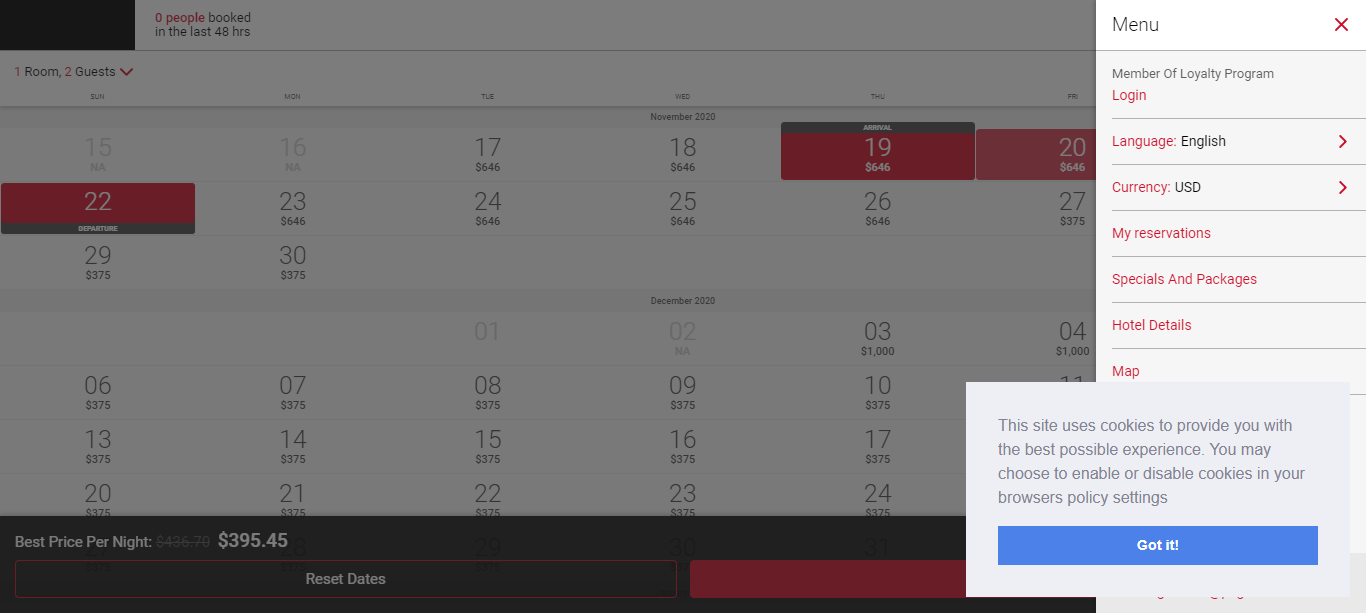 0 people booked
in the last 48 hrs
Menu
1 Room, 2 Guests
Member Of Loyalty Program
Login
SUN MON TUE WED THU FRI
November 2020
ARRIVAL
15 16 17 18 19 20
NA NA $646 $646 $646 $646
Language: English
22 23 24 25 26 27
$646 $646 $646 $646 $375
DEPARTURE
Currency: USD
My reservations
29 30
$375 $375
Specials And Packages
December 2020
01 02 03 04
NA $1,000 $1,000
Hotel Details
Map
06 07 08 09 10 11
$375 $375 $375 $375 $375
13 14 15 16 17
$375 $375 $375 $375 $375
20 21 22 23 24
$375 $375 $375 $375 $375
This site uses cookies to provide you with
the best possible experience. You may
choose to enable or disable cookies in your
browsers policy settings
Got it!
Best Price Per Night: $436.70 $395.45
28 29 30 31
Reset Dates